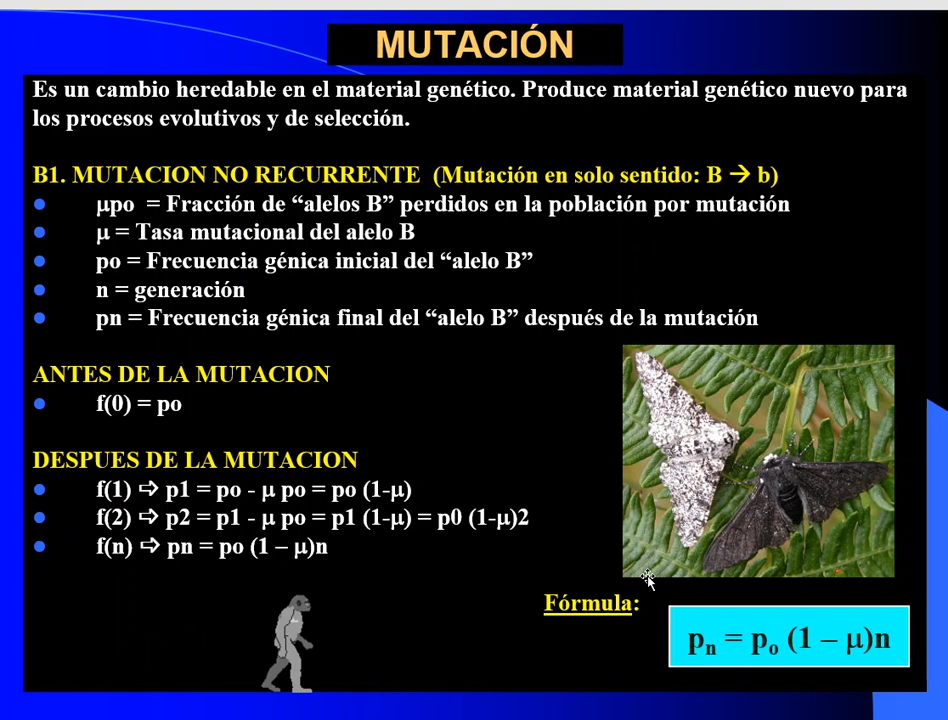 MUTACIÓN
Es un cambio heredable en el material genético. Produce material genético nuevo para
los procesos evolutivos y de selección.
B1. MUTACION NO RECURRENTE (Mutación en solo sentido: B → b)
μpo = Fracción de “alelos B” perdidos en la población por mutación
μ = Tasa mutacional del alelo B
po = Frecuencia génica inicial del “alelo B”
n = generación
pn = Frecuencia génica final del “alelo B” después de la mutación
ANTES DE LA MUTACION
f(0) = po
DESPUES DE LA MUTACION
f(1) ⇨ p1 = po - μ po = po (1-μ)
f(2) ⇨ p2 = p1 - μ po = p1 (1-μ) = p0 (1-μ)2
f(n) ⇨ pn = po (1 – μ)n
Fórmula:
pn = po (1 – μ)n